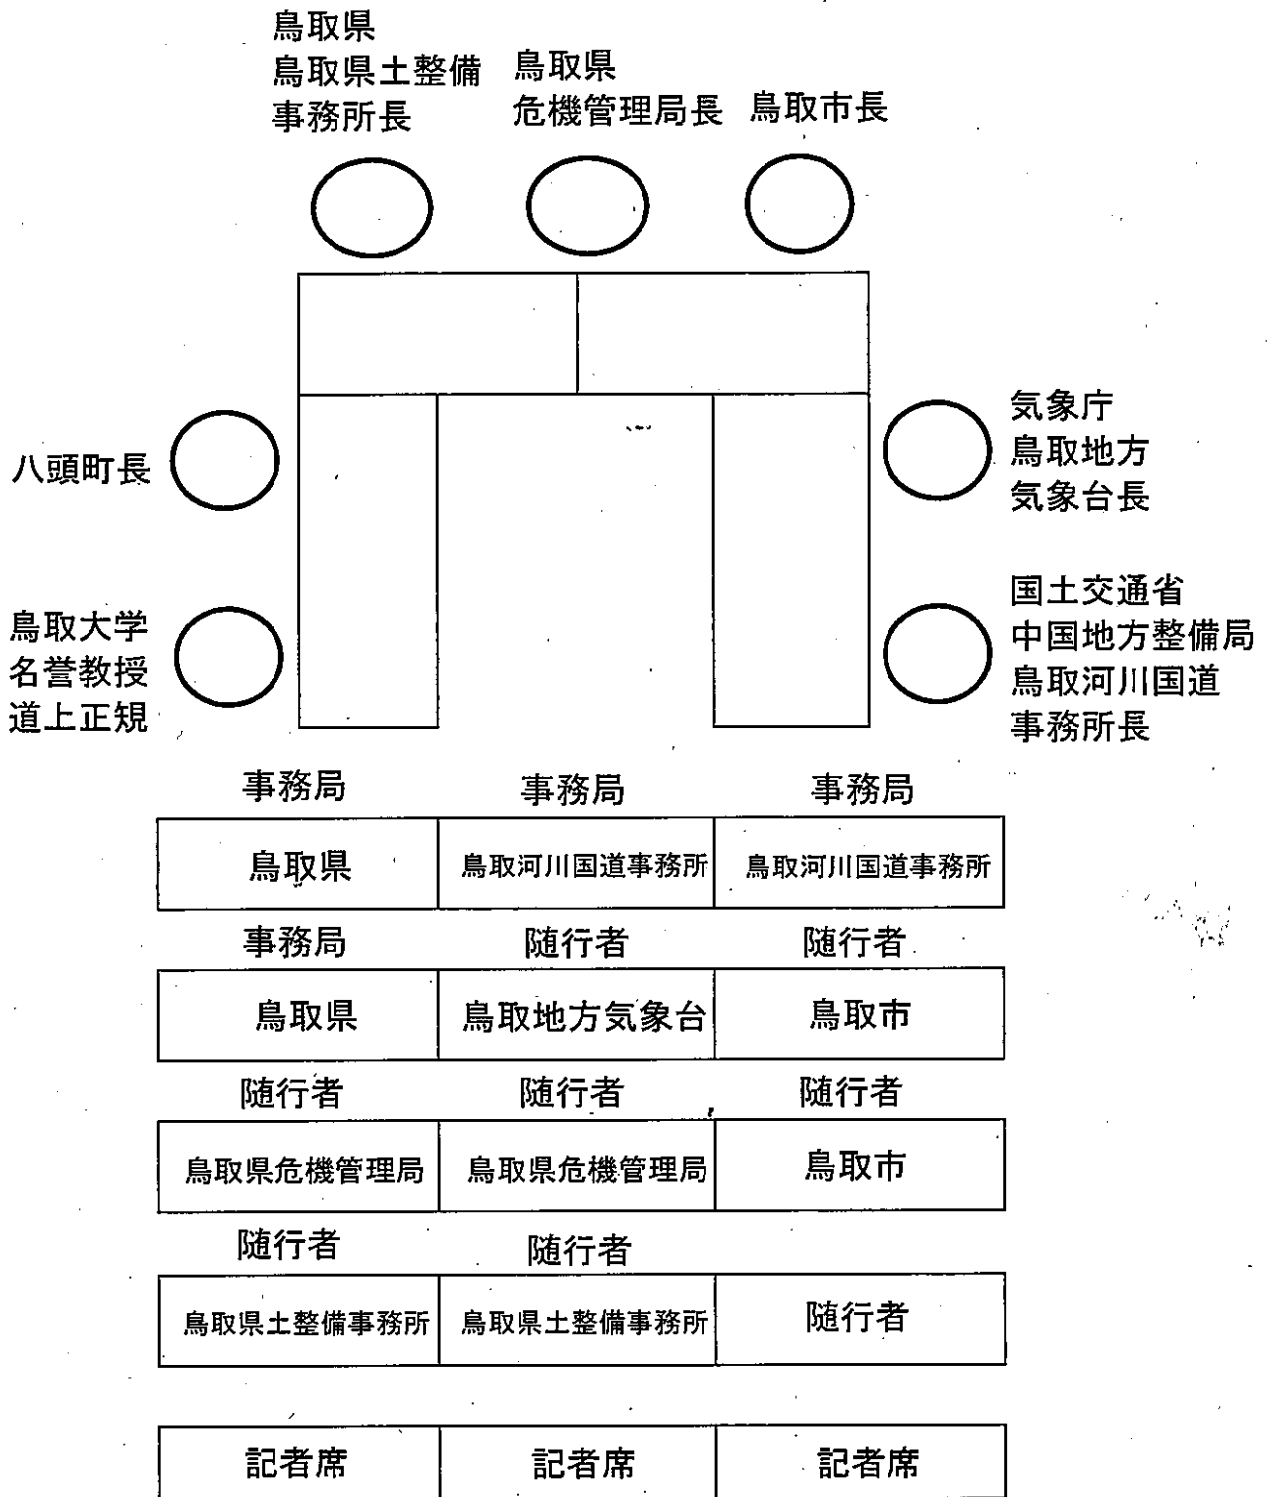 鳥取県
鳥取県土整備
事務所長
鳥取県
危機管理局長
鳥取市長
八頭町長
気象庁
鳥取地方
気象台長
鳥取大学
名誉教授
道上正規
国土交通省
中国地方整備局
鳥取河川国道
事務所長
事務局 事務局 事務局
鳥取県 鳥取河川国道事務所 鳥取河川国道事務所
事務局 随行者 随行者
鳥取県 鳥取地方気象台 鳥取市
随行者 随行者 随行者
鳥取県危機管理局 鳥取県危機管理局 鳥取市
随行者 随行者
鳥取県土整備事務所 鳥取県土整備事務所 随行者
記者席 記者席 記者席